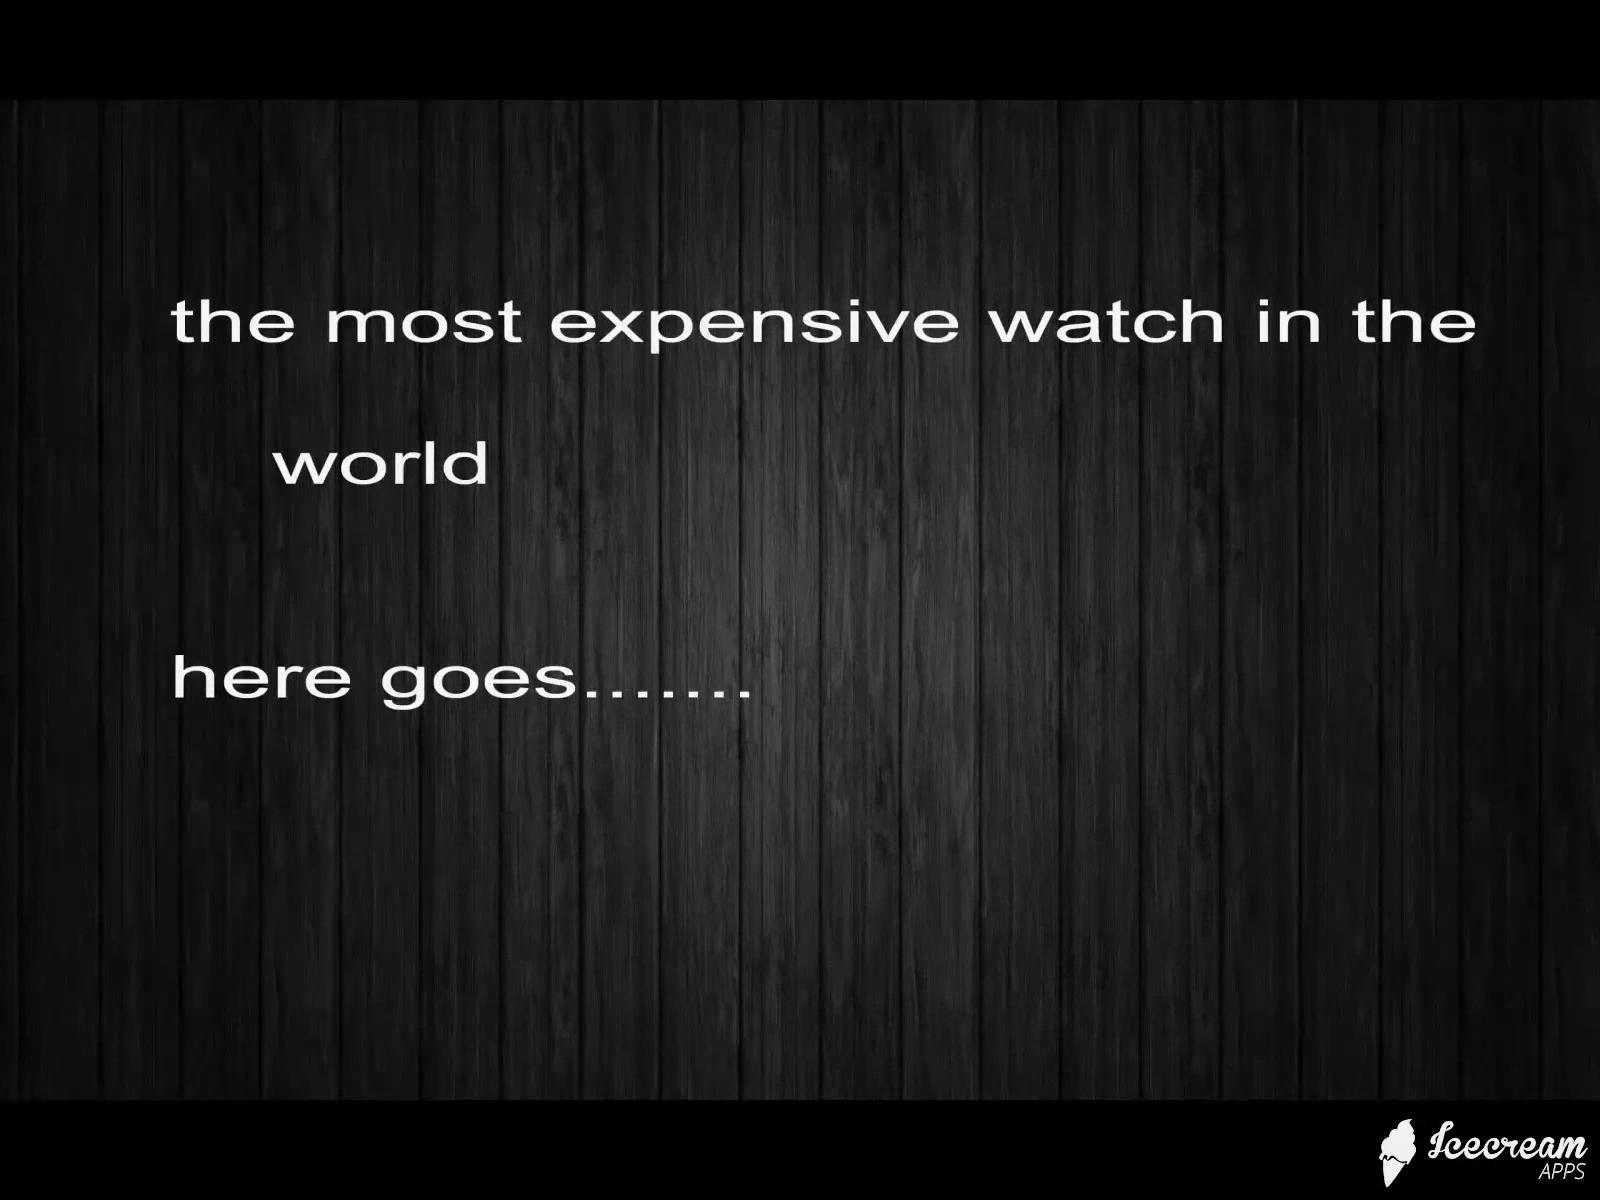 the most expensive watch in the
world
here goes.......
Icecream
APPS